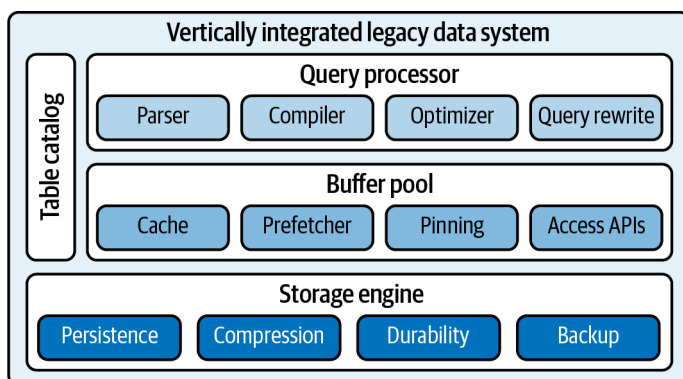 Vertically integrated legacy data system
Table catalog
Query processor
Parser
Compiler
Optimizer
Query rewrite
Buffer pool
Cache
Prefetcher
Pinning
Access APIs
Storage engine
Persistence
Compression
Durability
Backup